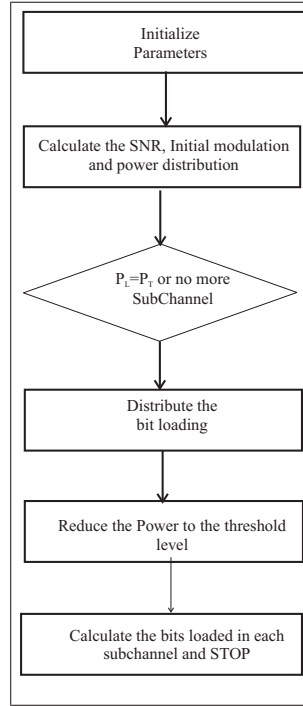 Initialize
Parameters
Calculate the SNR, Initial modulation
and power distribution
P_L=P_T or no more
SubChannel
Distribute the
bit loading
Reduce the Power to the threshold
level
Calculate the bits loaded in each
subchannel and STOP